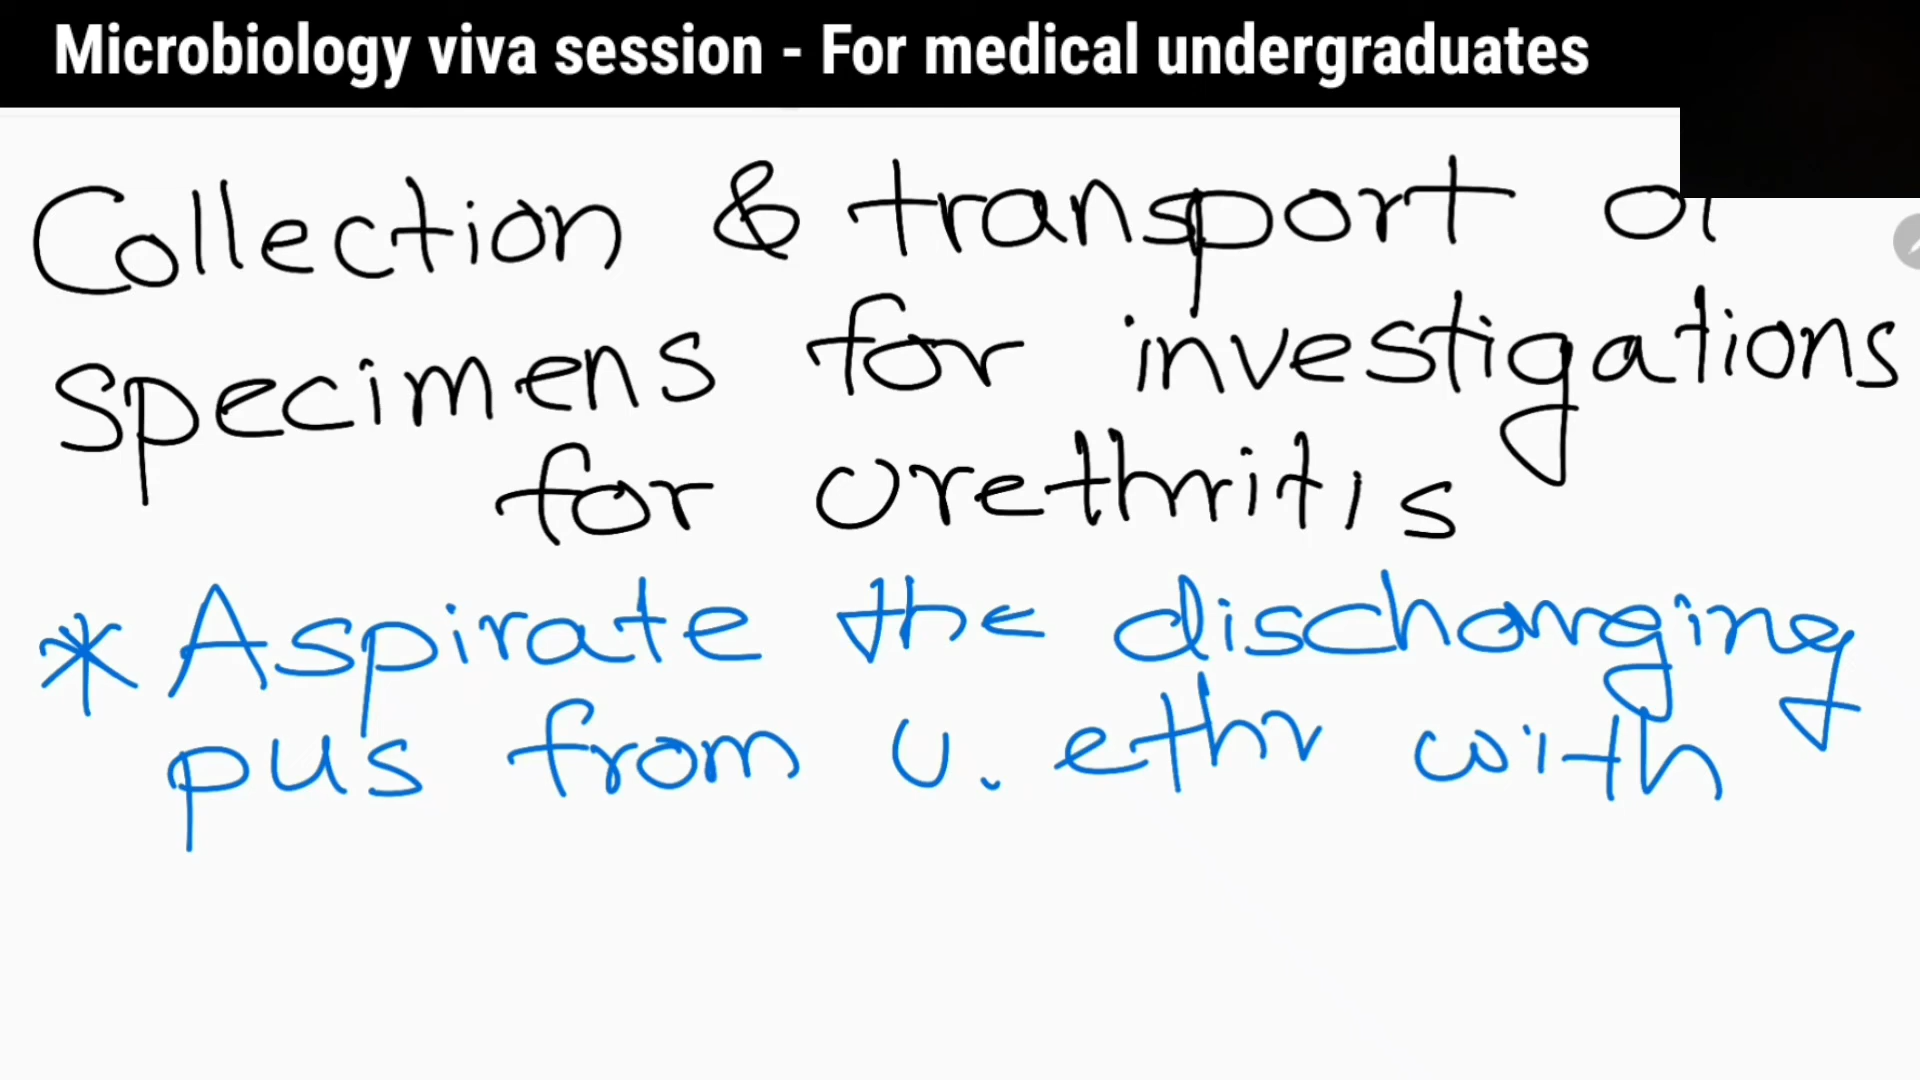 Microbiology viva session - For medical undergraduates
Collection & transport of
specimens for investigations
for urethritis
* Aspirate the discharging
pus from u. ethr with